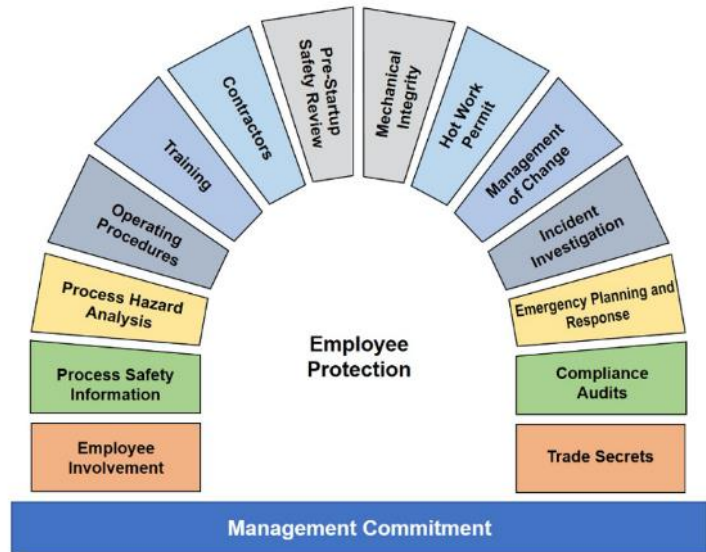 Employee
Involvement
Process Safety
Information
Process Hazard
Analysis
Operating
Procedures
Training
Contractors
Pre-Startup
Safety Review
Mechanical
Integrity
Hot Work
Permit
Management
of Change
Incident
Investigation
Emergency Planning and
Response
Compliance
Audits
Trade Secrets
Employee
Protection
Management Commitment